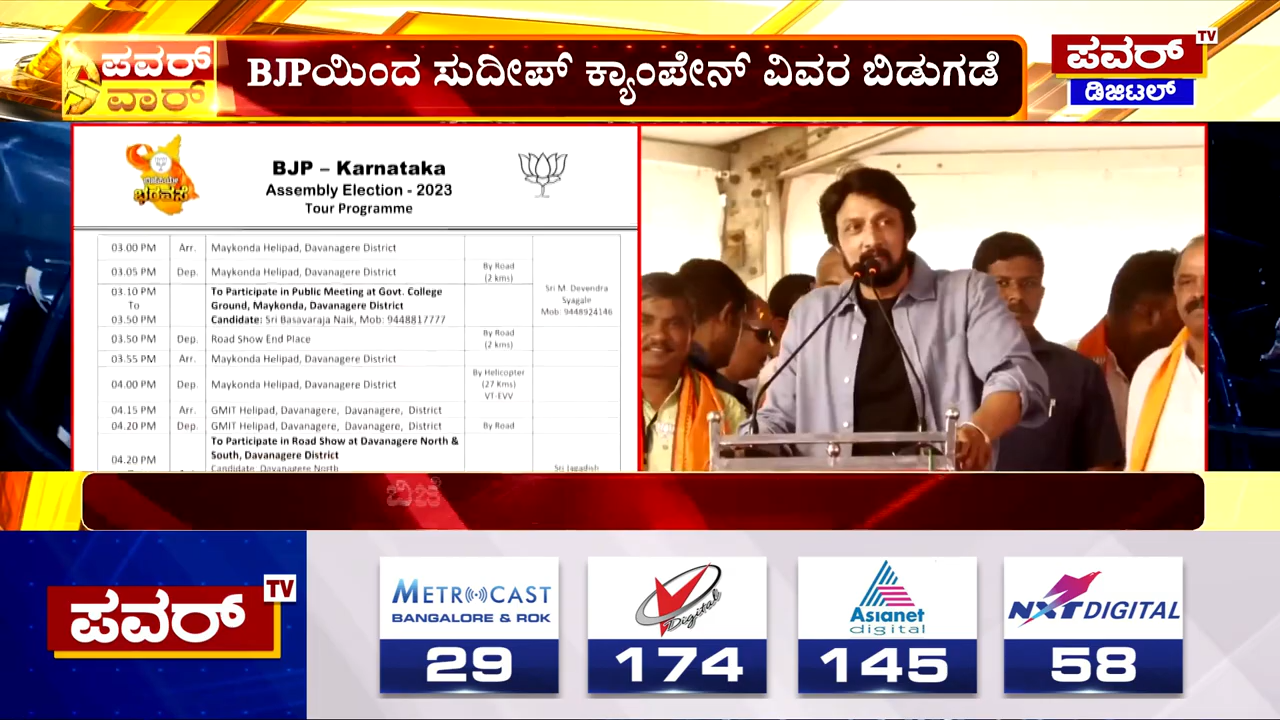 ಪವರ್
ವಾರ್
BJPಯಿಂದ ಸುದೀಪ್ ಕ್ಯಾಂಪೇನ್ ವಿವರ ಬಿಡುಗಡೆ
ಪವರ್ TV
ಡಿಜಿಟಲ್
ಭರವಸೆ
BJP – Karnataka
Assembly Election - 2023
Tour Programme
03.00 PM Arr. Maykonda Helipad, Davanagere District
03.05 PM Dep. Maykonda Helipad, Davanagere District By Road (2 kms)
03.10 PM To 03.50 PM To Participate in Public Meeting at Govt. College
Ground, Maykonda, Davanagere District
Candidate: Sri Basavaraja Naik, Mob: 9448817777
Sri M. Devendra
Syagale
Mob: 9448924146
03.50 PM Dep. Road Show End Place By Road (2 kms)
03.55 PM Arr. Maykonda Helipad, Davanagere District
04.00 PM Dep. Maykonda Helipad, Davanagere District By Helicopter (27 Kms) VT-EVV
04.15 PM Arr. GMIT Helipad, Davanagere, Davanagere, District
04.20 PM Dep. GMIT Helipad, Davanagere, Davanagere, District By Road
04.20 PM To Participate in Road Show at Davanagere North &
South, Davanagere District
Candidate Davanagere North
Sri Jagadish
ಬಿಜೆ
ಪವರ್ TV
METROCAST
BANGALORE & ROK
29
V Digital
174
Asianet
digital
145
NXT DIGITAL
58